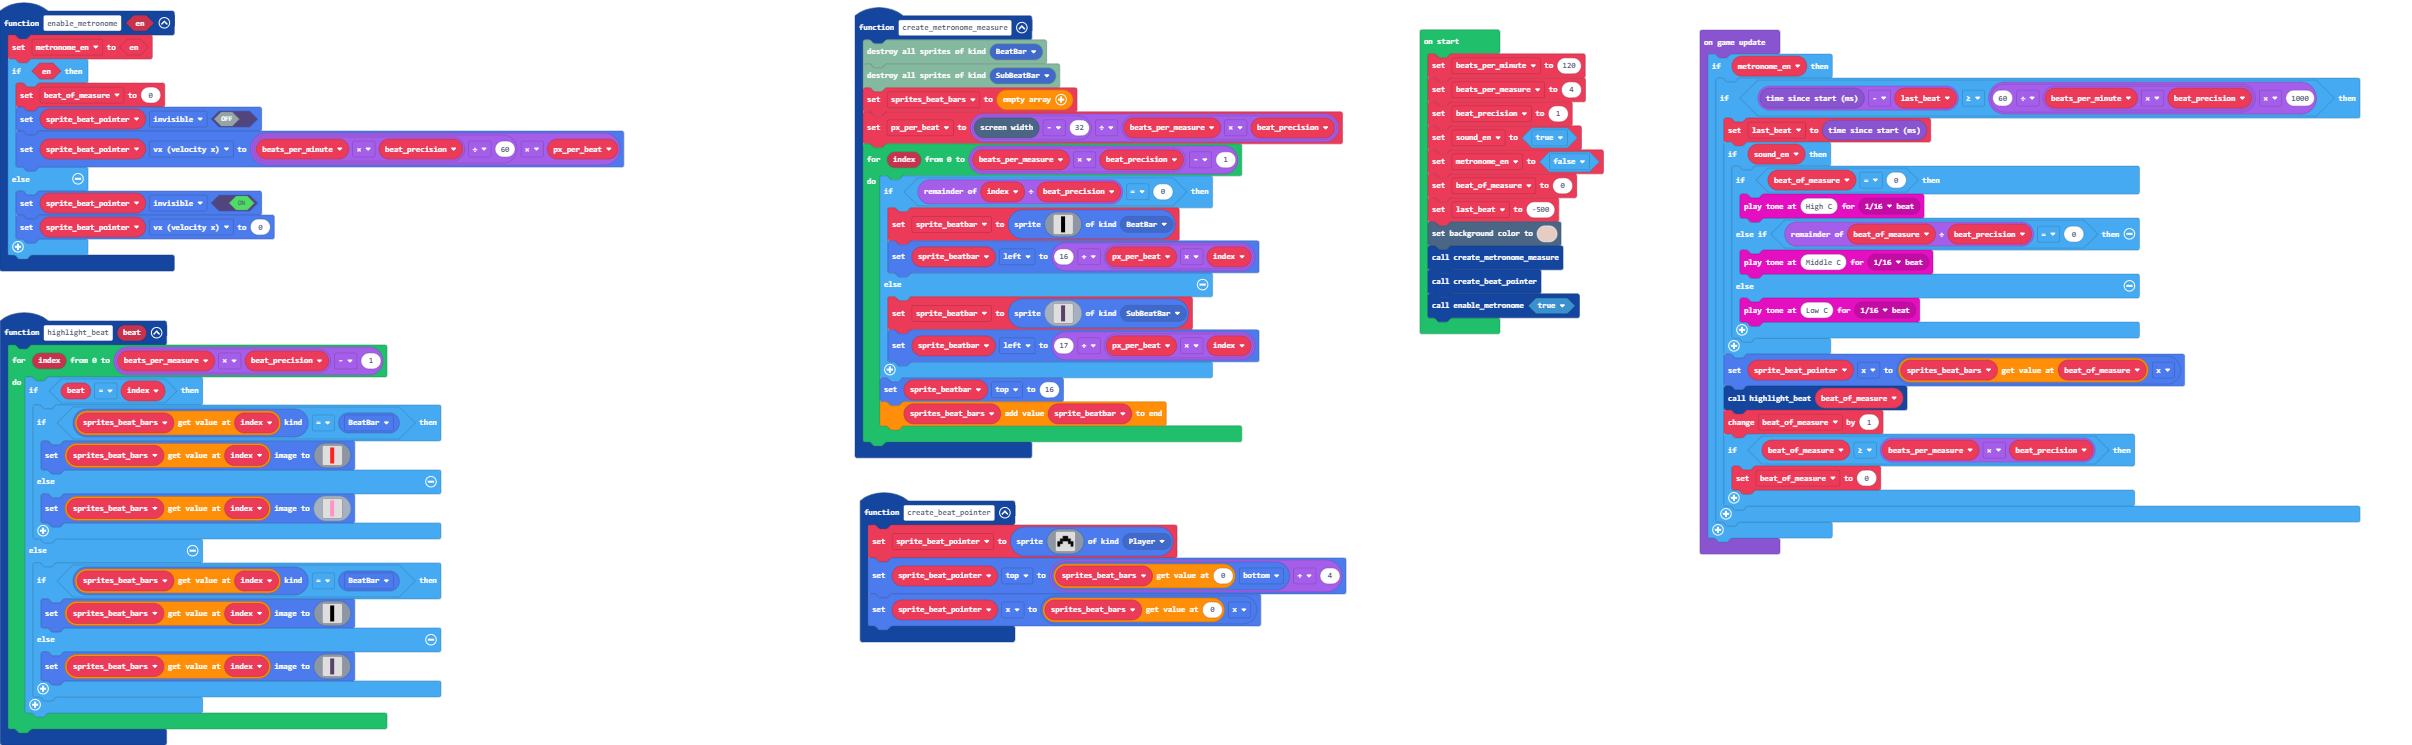 function enable_metronome en
set metronome_en ▾ to en
if en then
set beat_of_measure ▾ to 0
set sprite_beat_pointer ▾ invisible OFF
set sprite_beat_pointer ▾ vx (velocity x) ▾ to beats_per_minute ▾ × ▾ beat_precision ▾ ÷ ▾ 60 × ▾ px_per_beat ▾
else
set sprite_beat_pointer ▾ invisible ON
set sprite_beat_pointer ▾ vx (velocity x) ▾ to 0
function highlight_beat beat
for index from 0 to beats_per_measure ▾ × ▾ beat_precision ▾ - ▾ 1
do
if beat = ▾ index ▾ then
if sprites_beat_bars ▾ get value at index ▾ kind = ▾ BeatBar ▾ then
set sprites_beat_bars ▾ get value at index ▾ image to
else
set sprites_beat_bars ▾ get value at index ▾ image to
else
if sprites_beat_bars ▾ get value at index ▾ kind = ▾ BeatBar ▾ then
set sprites_beat_bars ▾ get value at index ▾ image to
else
set sprites_beat_bars ▾ get value at index ▾ image to
function create_metronome_measure
destroy all sprites of kind BeatBar ▾
destroy all sprites of kind SubBeatBar ▾
set sprites_beat_bars ▾ to empty array
set px_per_beat ▾ to screen width - ▾ 32 ÷ ▾ beats_per_measure ▾ × ▾ beat_precision ▾
for index from 0 to beats_per_measure ▾ × ▾ beat_precision ▾ - ▾ 1
do
if remainder of index ▾ ÷ beat_precision ▾ = ▾ 0 then
set sprite_beatbar ▾ to sprite of kind BeatBar ▾
set sprite_beatbar ▾ left ▾ to 16 + ▾ px_per_beat ▾ × ▾ index ▾
else
set sprite_beatbar ▾ to sprite of kind SubBeatBar ▾
set sprite_beatbar ▾ left ▾ to 17 + ▾ px_per_beat ▾ × ▾ index ▾
set sprite_beatbar ▾ top ▾ to 16
sprites_beat_bars ▾ add value sprite_beatbar ▾ to end
function create_beat_pointer
set sprite_beat_pointer ▾ to sprite of kind Player ▾
set sprite_beat_pointer ▾ top ▾ to sprites_beat_bars ▾ get value at 0 bottom ▾ + ▾ 4
set sprite_beat_pointer ▾ x ▾ to sprites_beat_bars ▾ get value at 0 x ▾
on start
set beats_per_minute ▾ to 120
set beats_per_measure ▾ to 4
set beat_precision ▾ to 1
set sound_en ▾ to true ▾
set metronome_en ▾ to false ▾
set beat_of_measure ▾ to 0
set last_beat ▾ to -500
set background color to
call create_metronome_measure
call create_beat_pointer
call enable_metronome true ▾
on game update
if metronome_en ▾ then
if time since start (ms) - ▾ last_beat ▾ ≥ ▾ 60 ÷ ▾ beats_per_minute ▾ × ▾ beat_precision ▾ × ▾ 1000 then
set last_beat ▾ to time since start (ms)
if sound_en ▾ then
if beat_of_measure ▾ = ▾ 0 then
play tone at High C for 1/16 ▾ beat
else if remainder of beat_of_measure ▾ ÷ beat_precision ▾ = ▾ 0 then
play tone at Middle C for 1/16 ▾ beat
else
play tone at Low C for 1/16 ▾ beat
set sprite_beat_pointer ▾ x ▾ to sprites_beat_bars ▾ get value at beat_of_measure ▾ x ▾
call highlight_beat beat_of_measure ▾
change beat_of_measure ▾ by 1
if beat_of_measure ▾ ≥ ▾ beats_per_measure ▾ × ▾ beat_precision ▾ then
set beat_of_measure ▾ to 0